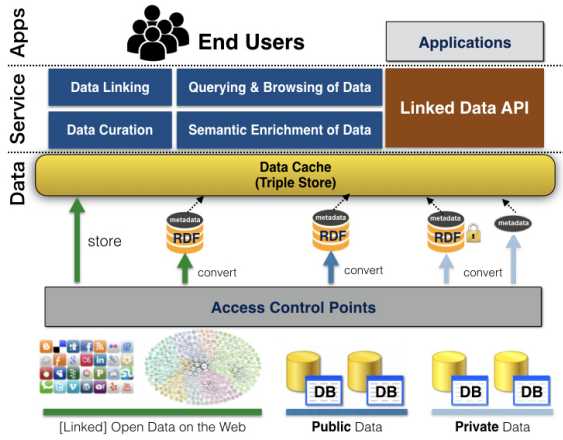 Apps
End Users
Applications
Service
Data Linking
Querying & Browsing of Data
Linked Data API
Data Curation
Semantic Enrichment of Data
Data
Data Cache
(Triple Store)
metadata
RDF
metadata
RDF
metadata
RDF
metadata
store
convert
convert
convert
Access Control Points
DB
DB
DB
DB
[Linked] Open Data on the Web
Public Data
Private Data